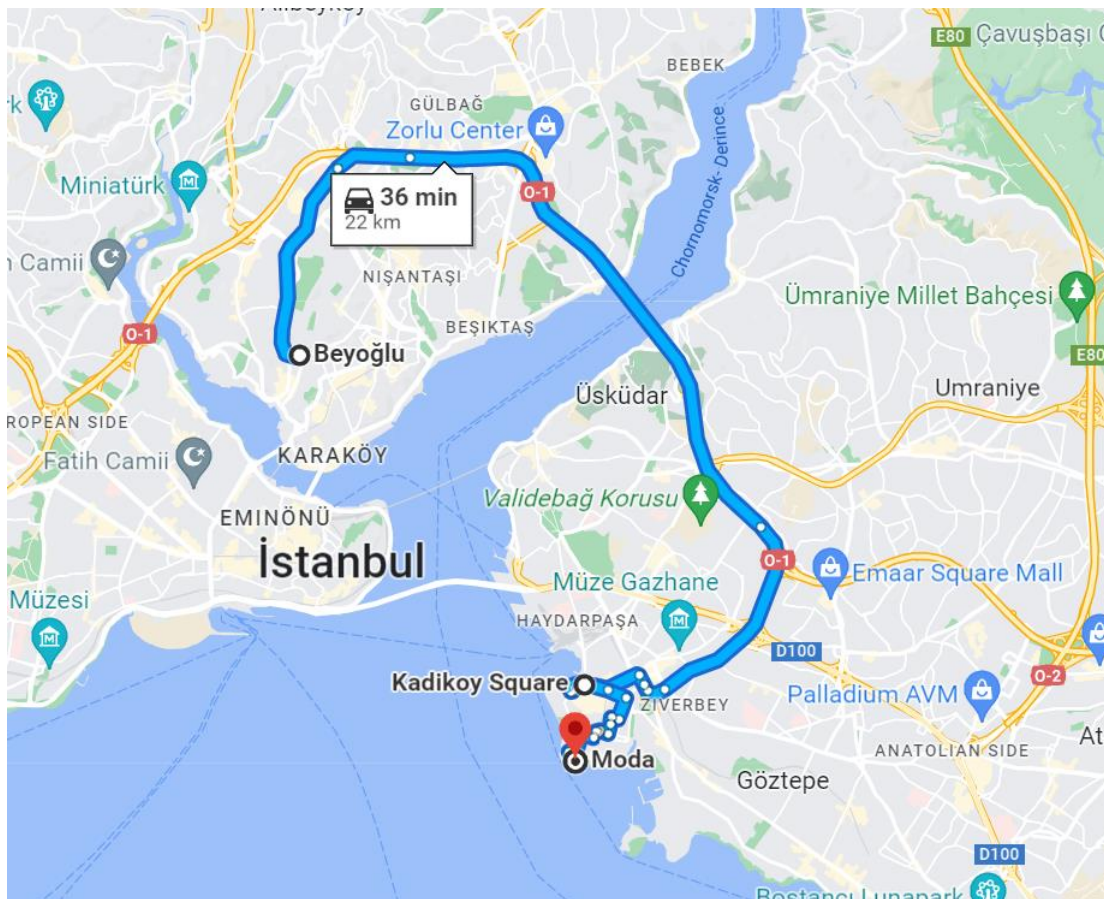 Alibeyköy
E80
Çavuşbaşı
BEBEK
GÜLBAĞ
Zorlu Center
Miniatürk
O-1
36 min
22 km
Chornomorsk- Derince
Camii
NIŞANTAŞI
Ümraniye Millet Bahçesi
BEŞIKTAŞ
O-1
Beyoğlu
E80
Üsküdar
Umraniye
ROPEAN SIDE
KARAKÖY
Fatih Camii
Validebağ Korusu
EMINÖNÜ
İstanbul
O-1
Emaar Square Mall
Müze Gazhane
Müzesi
HAYDARPAŞA
D100
Kadikoy Square
O-2
ZIVERBEY
Palladium AVM
At
ANATOLIAN SIDE
Moda
Göztepe
D100
Bostancı Lunapark